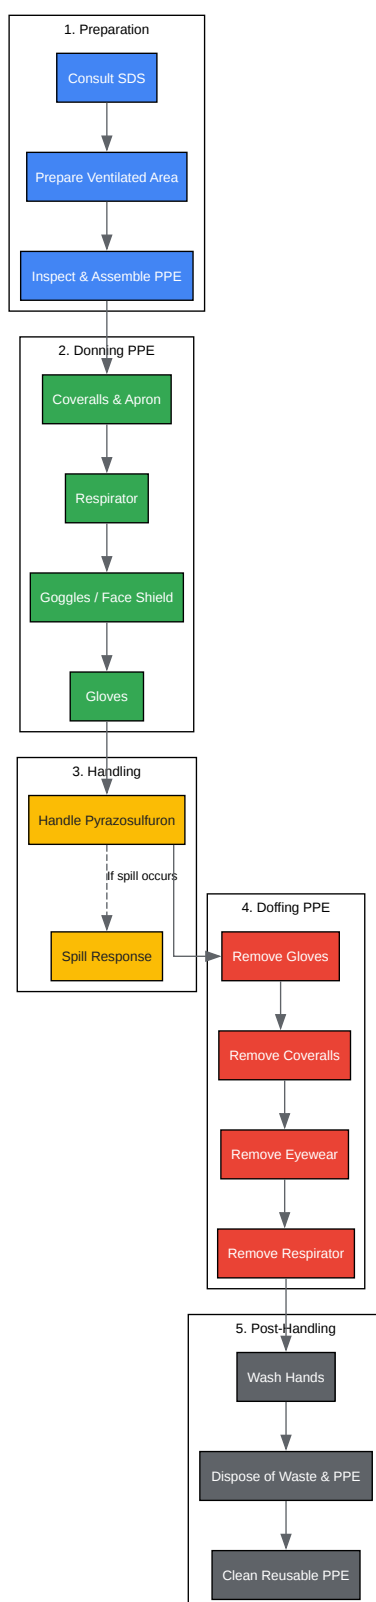 1. Preparation
Consult SDS
Prepare Ventilated Area
Inspect & Assemble PPE
2. Donning PPE
Coveralls & Apron
Respirator
Goggles / Face Shield
Gloves
3. Handling
Handle Pyrazosulfuron
If spill occurs
Spill Response
4. Doffing PPE
Remove Gloves
Remove Coveralls
Remove Eyewear
Remove Respirator
5. Post-Handling
Wash Hands
Dispose of Waste & PPE
Clean Reusable PPE